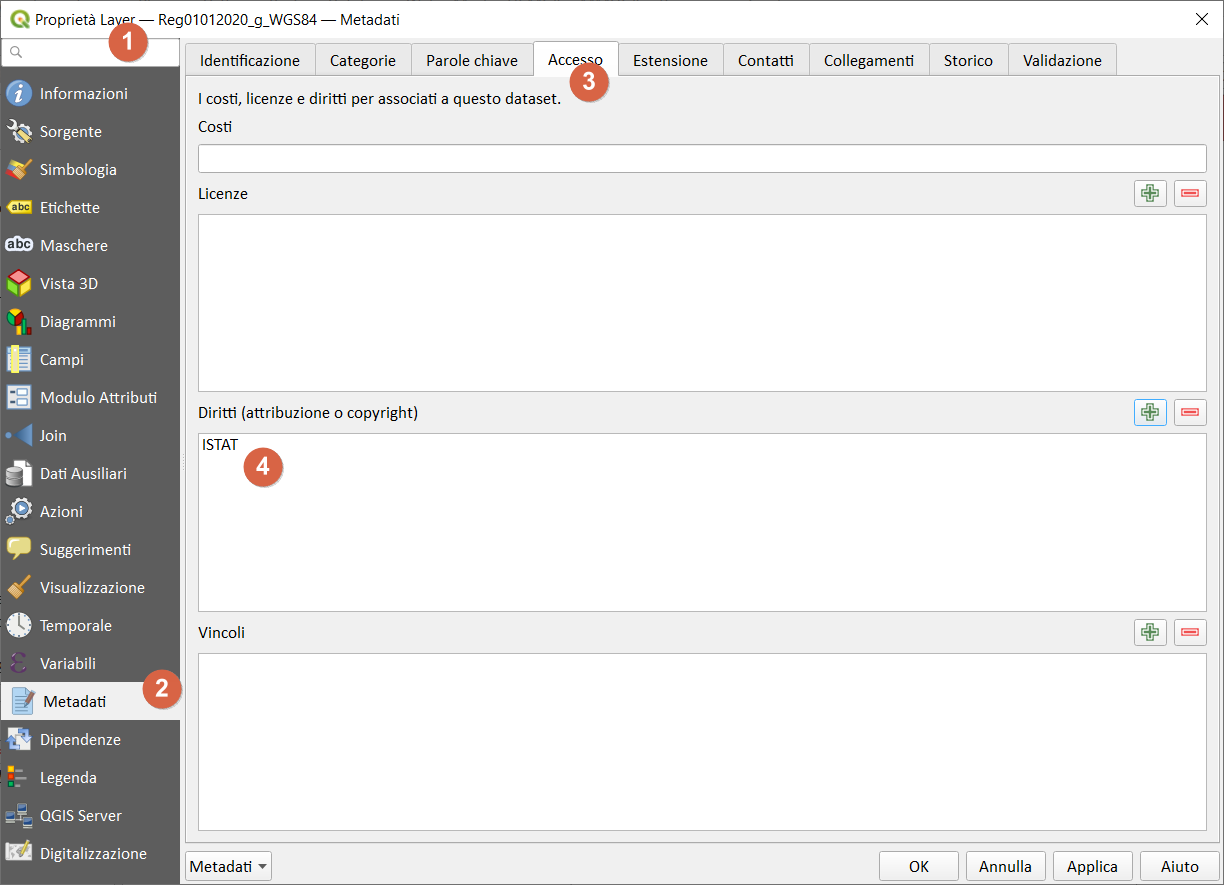 Proprietà Layer — Reg01012020_g_WGS84 — Metadati
1
Identificazione
Categorie
Parole chiave
Accesso
Estensione
Contatti
Collegamenti
Storico
Validazione
3
Informazioni
Sorgente
Simbologia
abc Etichette
abc Maschere
Vista 3D
Diagrammi
Campi
Modulo Attributi
Join
Dati Ausiliari
Azioni
Suggerimenti
Visualizzazione
Temporale
Variabili
Metadati
2
Dipendenze
Legenda
QGIS Server
Digitalizzazione
I costi, licenze e diritti per associati a questo dataset.
Costi
Licenze
Diritti (attribuzione o copyright)
ISTAT
4
Vincoli
Metadati
OK
Annulla
Applica
Aiuto